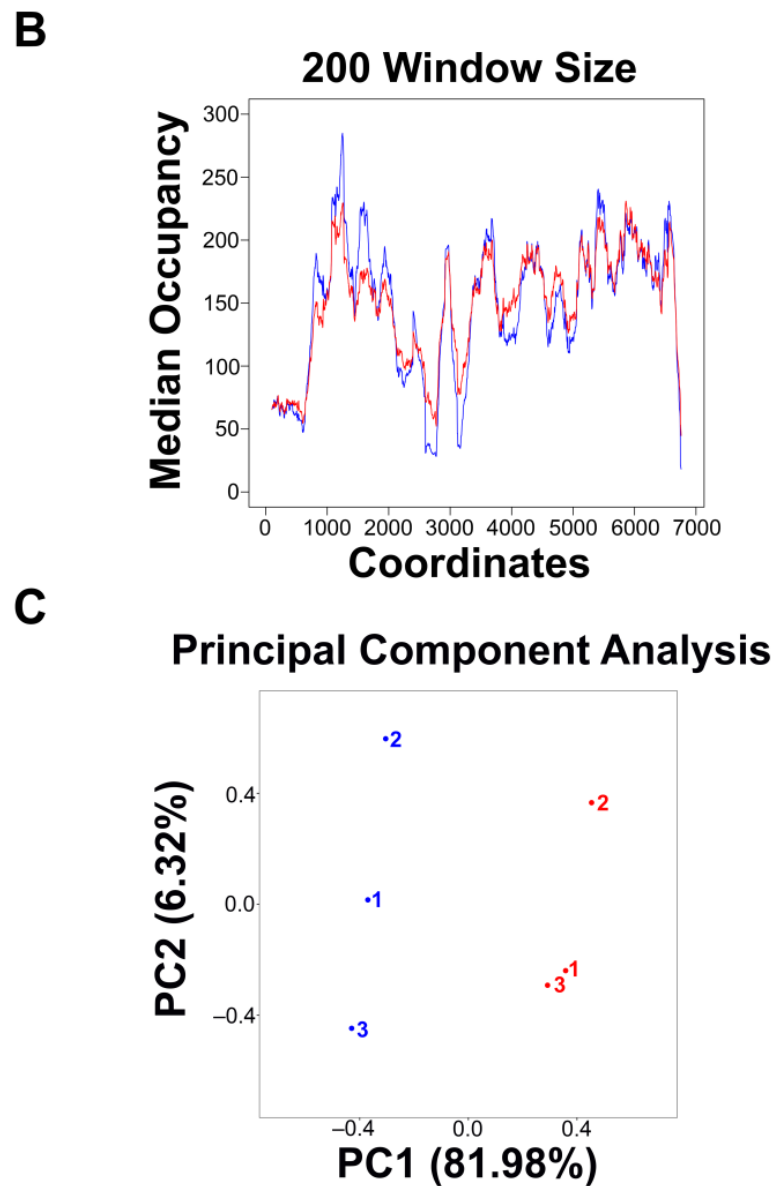 B
200 Window Size
Median Occupancy
300
250
200
150
100
50
0
0 1000 2000 3000 4000 5000 6000 7000
Coordinates
C
Principal Component Analysis
PC2 (6.32%)
0.4
0.0
–0.4
2
2
1
1
3
3
–0.4 0.0 0.4
PC1 (81.98%)